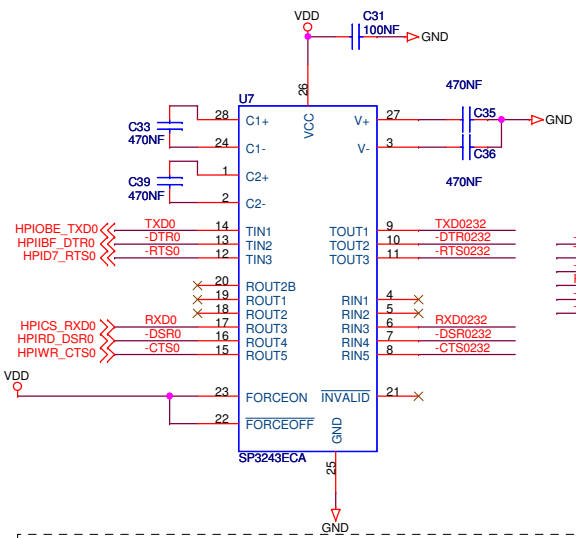 VDD
C31
100NF
GND
U7
26
VCC
470NF
C33
470NF
28
C1+
24
C1-
V+
27
V-
3
C35
GND
C36
470NF
C39
470NF
1
C2+
2
C2-
HPIOBE_TXD0
TXD0
14
TIN1
TOUT1
9
TXD0232
HPIIBF_DTR0
-DTR0
13
TIN2
TOUT2
10
-DTR0232
HPID7_RTS0
-RTS0
12
TIN3
TOUT3
11
-RTS0232
20
ROUT2B
19
ROUT1
RIN1
4
18
ROUT2
RIN2
5
HPICS_RXD0
RXD0
17
ROUT3
RIN3
6
RXD0232
HPIRD_DSR0
-DSR0
16
ROUT4
RIN4
7
-DSR0232
HPIWR_CTS0
-CTS0
15
ROUT5
RIN5
8
-CTS0232
VDD
23
FORCEON
INVALID
21
22
FORCEOFF
GND
SP3243ECA
25
GND